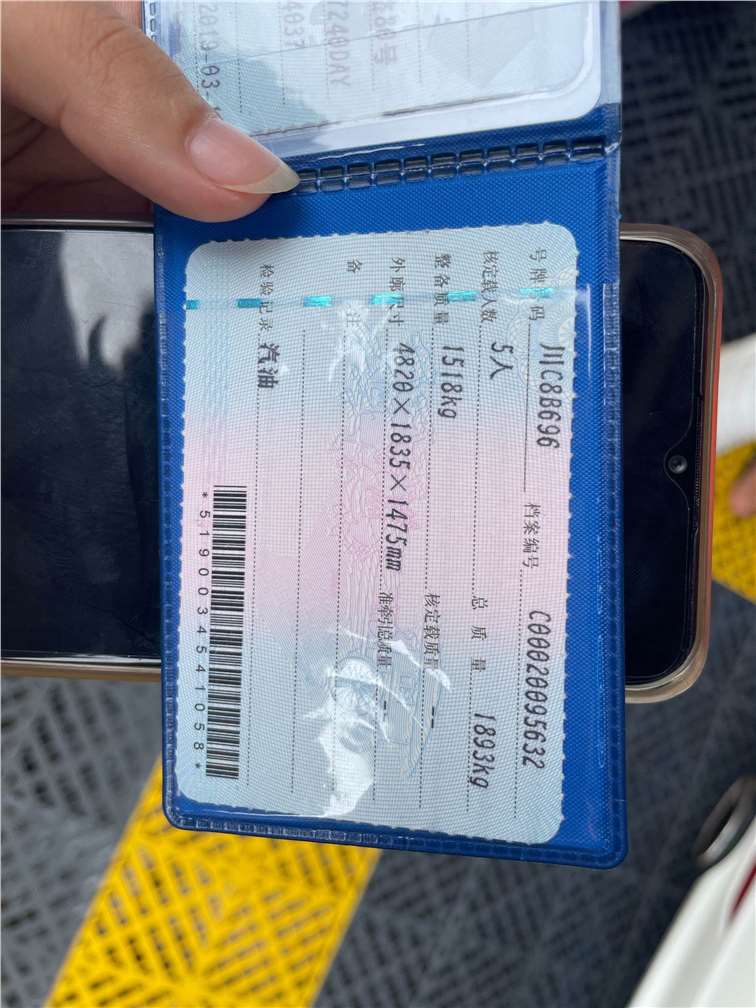 号
7240DAY
4037
2019-03-
号牌号码 川C8B696 档案编号 C00020095632
核定载人数 5人 总质量 1893kg
整备质量 1518kg 核定载质量 --
外廓尺寸 4820×1835×1475mm 准牵引总质量 --
备注
检验记录 汽油
*5190034541058*